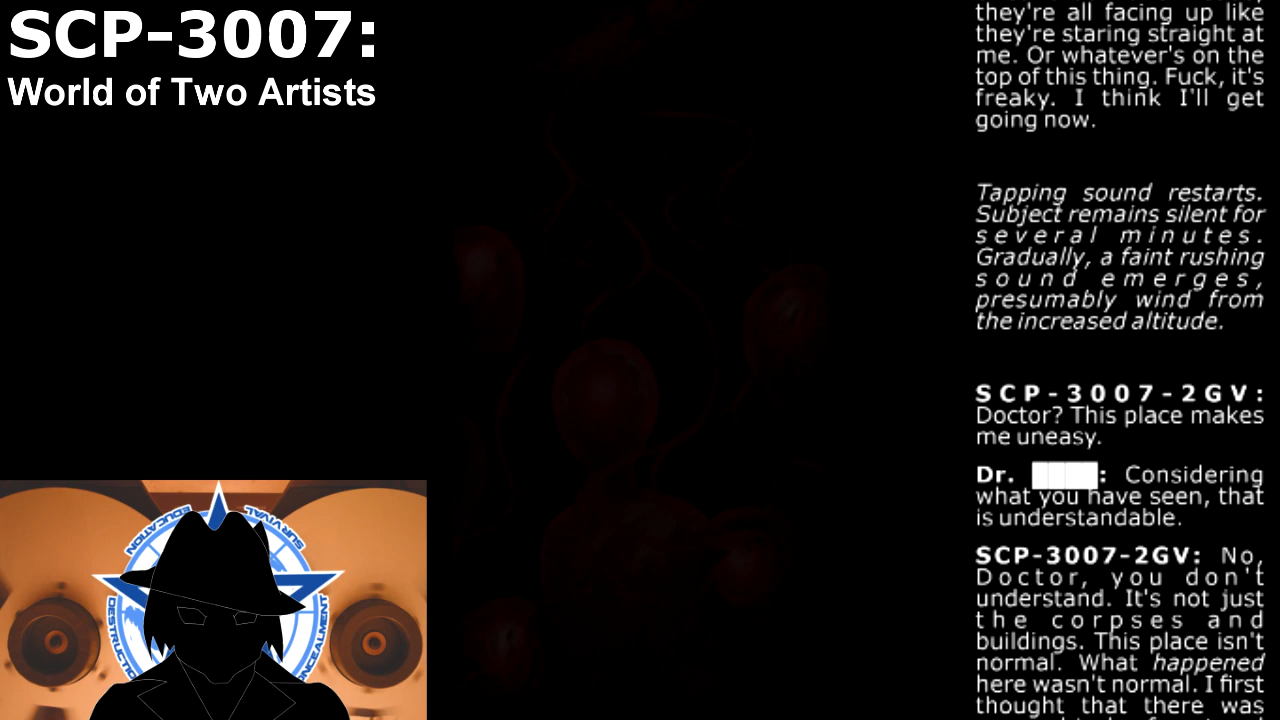 SCP-3007:
World of Two Artists
they're all facing up like
they're staring straight at
me. Or whatever's on the
top of this thing. Fuck, it's
freaky. I think I'll get
going now.
Tapping sound restarts.
Subject remains silent for
several minutes.
Gradually, a faint rushing
sound emerges,
presumably wind from
the increased altitude.
SCP-3007-2GV:
Doctor? This place makes
me uneasy.
Dr. ████: Considering
what you have seen, that
is understandable.
SCP-3007-2GV: No,
Doctor, you don't
understand. It's not just
the corpses and
buildings. This place isn't
normal. What happened
here wasn't normal. I first
thought that there was
EDUCATION
SURVIVAL